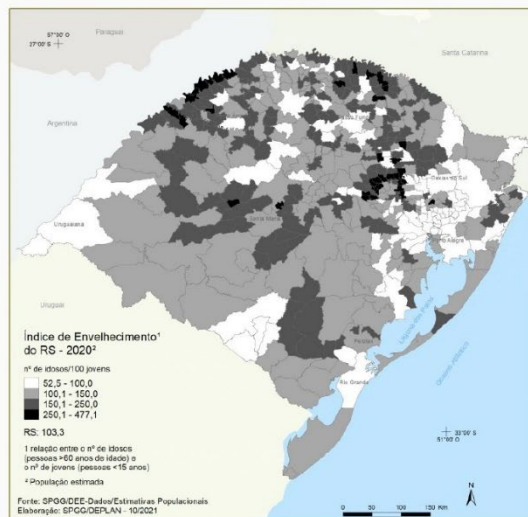 57°30' O
27°00' S
Paraguai
Santa Catarina
Argentina
Uruguaiana
Santa Maria
Caxias do Sul
Porto Alegre
Uruguai
Pelotas
Lagoa dos Patos
Rio Grande
Oceano Atlântico
Índice de Envelhecimento¹
do RS - 2020²
nº de idosos/100 jovens
52,5 - 100,0
100,1 - 150,0
150,1 - 250,0
250,1 - 477,1
RS: 103,3
1 relação entre o nº de idosos
(pessoas >60 anos de idade) e
o nº de jovens (pessoas <15 anos)
² População estimada
Fonte: SPGG/DEE-Dados/Estimativas Populacionais
Elaboração: SPGG/DEPLAN - 10/2021
33°00' S
51°00' O
N
0 50 100 150 Km